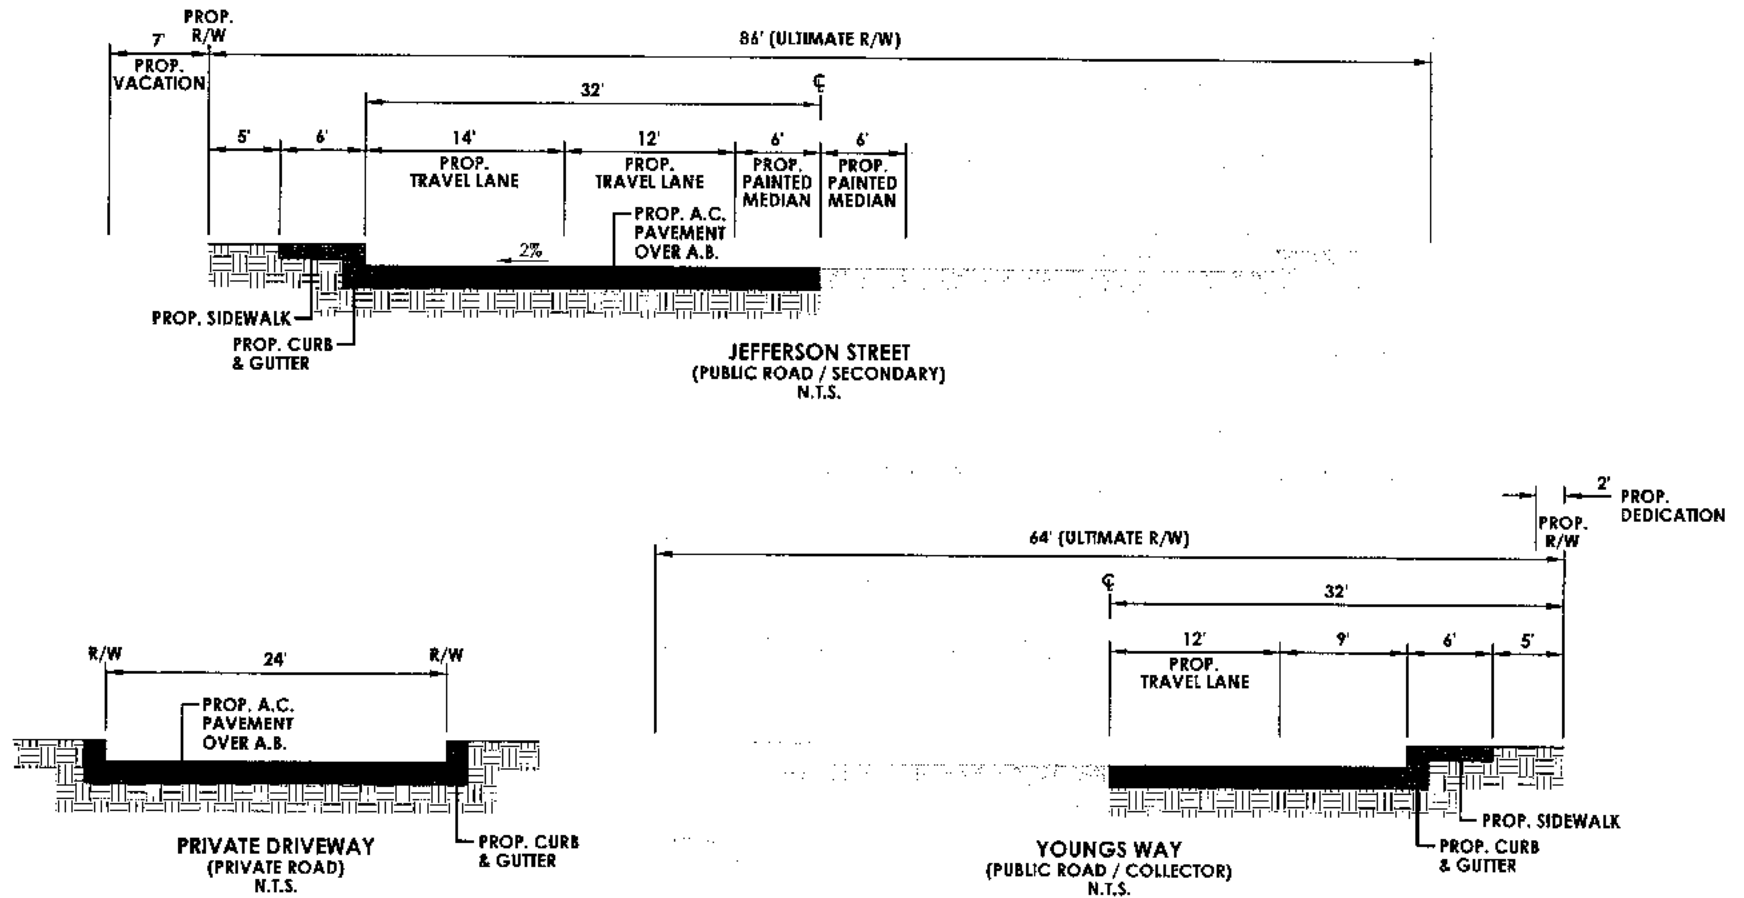 PROP.
R/W
7'
PROP.
VACATION
86' (ULTIMATE R/W)
32'
℄
5'
6'
14'
PROP.
TRAVEL LANE
12'
PROP.
TRAVEL LANE
6'
PROP.
PAINTED
MEDIAN
6'
PROP.
PAINTED
MEDIAN
PROP. A.C.
PAVEMENT
OVER A.B.
2%
PROP. SIDEWALK
PROP. CURB
& GUTTER
JEFFERSON STREET
(PUBLIC ROAD / SECONDARY)
N.T.S.
R/W
24'
R/W
PROP. A.C.
PAVEMENT
OVER A.B.
PROP. CURB
& GUTTER
PRIVATE DRIVEWAY
(PRIVATE ROAD)
N.T.S.
2'
PROP.
DEDICATION
PROP.
R/W
64' (ULTIMATE R/W)
℄
32'
12'
PROP.
TRAVEL LANE
9'
6'
5'
PROP. SIDEWALK
PROP. CURB
& GUTTER
YOUNGS WAY
(PUBLIC ROAD / COLLECTOR)
N.T.S.